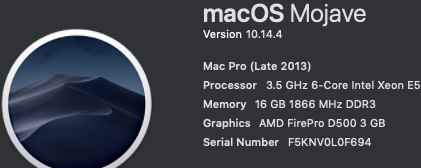 macOS Mojave
Version 10.14.4
Mac Pro (Late 2013)
Processor 3.5 GHz 6-Core Intel Xeon E5
Memory 16 GB 1866 MHz DDR3
Graphics AMD FirePro D500 3 GB
Serial Number F5KNV0L0F694